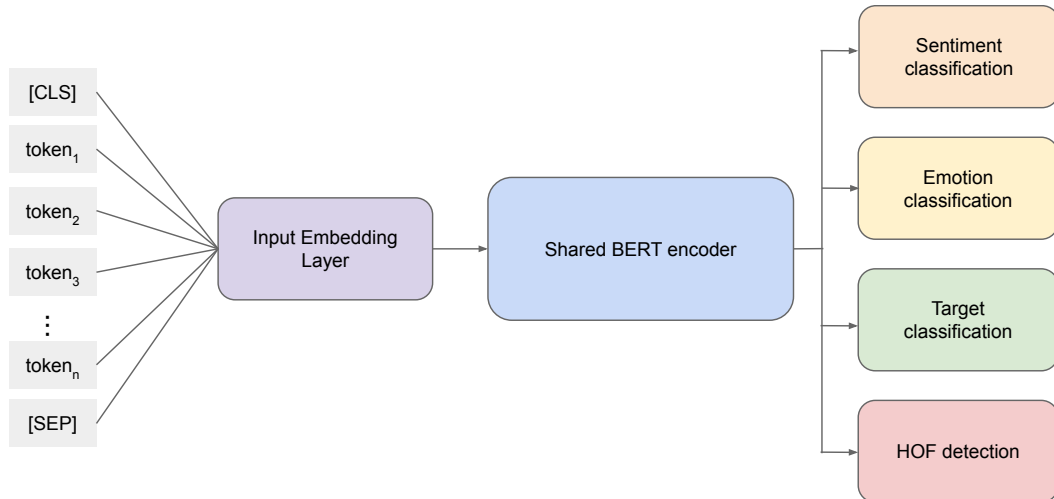 [CLS]
token1
token2
token3
⋮
tokenn
[SEP]
Input Embedding
Layer
Shared BERT encoder
Sentiment
classification
Emotion
classification
Target
classification
HOF detection